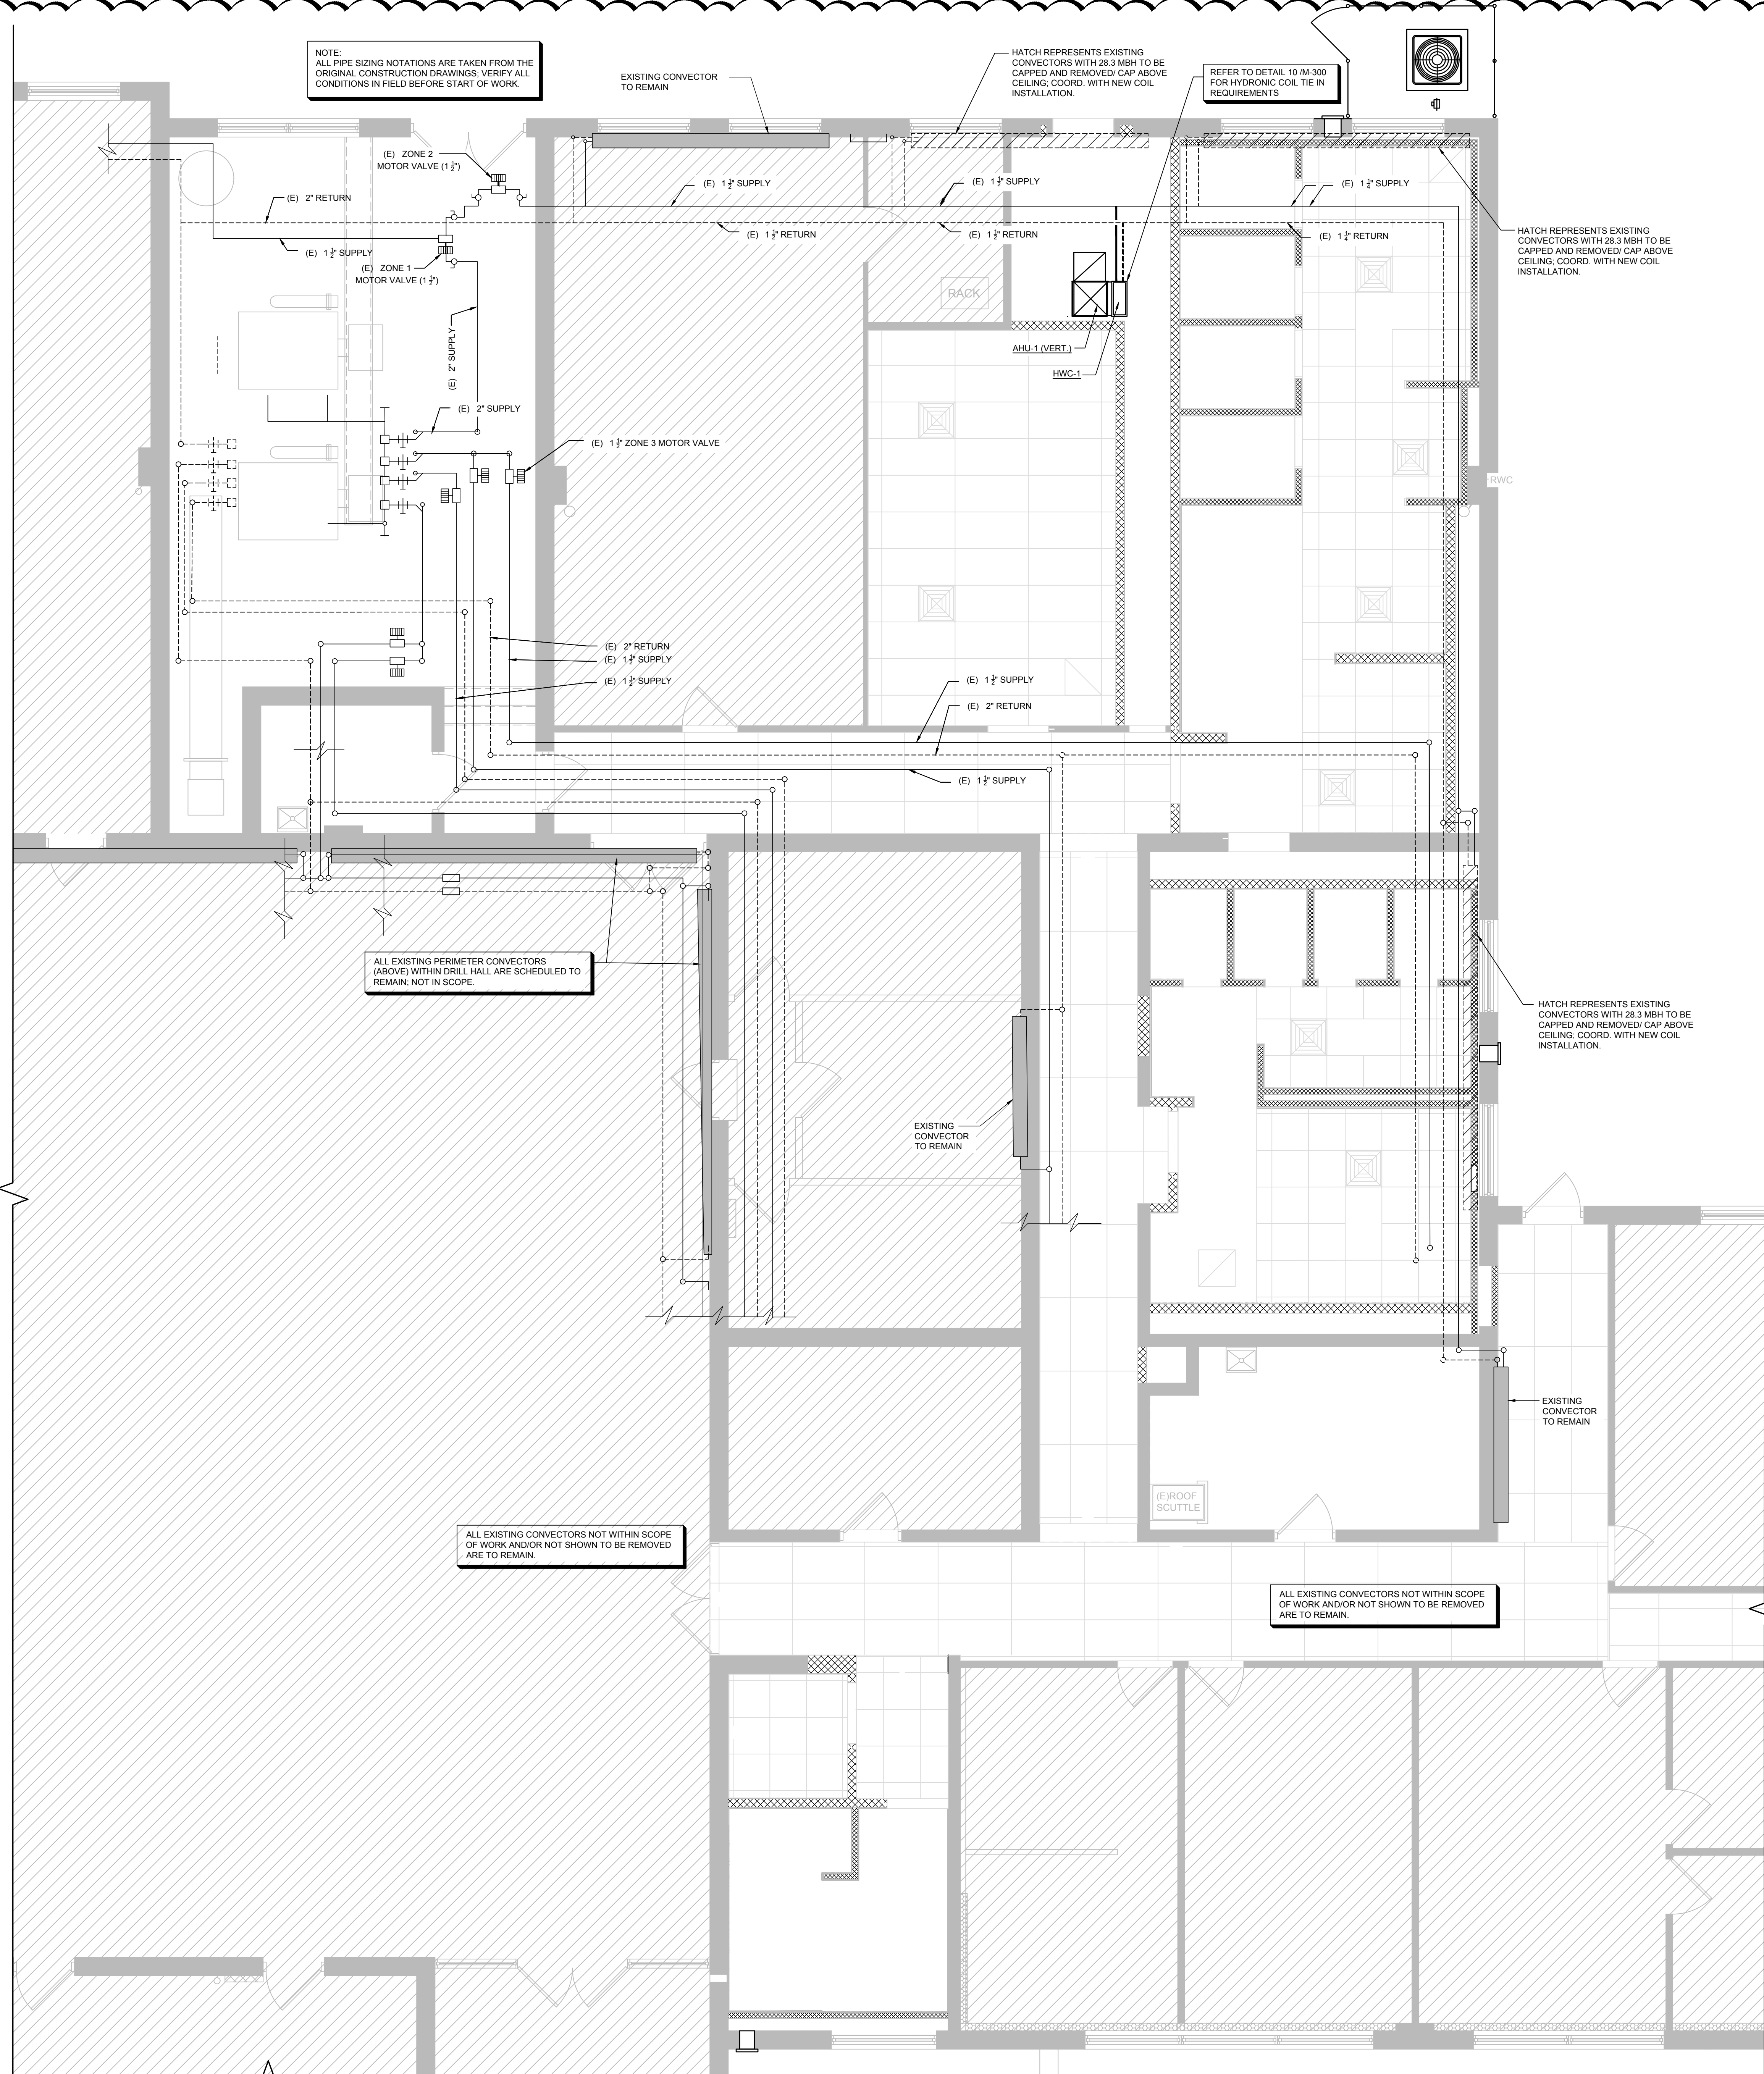 NOTE:
ALL PIPE SIZING NOTATIONS ARE TAKEN FROM THE
ORIGINAL CONSTRUCTION DRAWINGS; VERIFY ALL
CONDITIONS IN FIELD BEFORE START OF WORK.
EXISTING CONVECTOR
TO REMAIN
HATCH REPRESENTS EXISTING
CONVECTORS WITH 28.3 MBH TO BE
CAPPED AND REMOVED/ CAP ABOVE
CEILING; COORD. WITH NEW COIL
INSTALLATION.
REFER TO DETAIL 10 /M-300
FOR HYDRONIC COIL TIE IN
REQUIREMENTS
(E) ZONE 2
MOTOR VALVE (1 ½")
(E) 2" RETURN
(E) 1 ½" SUPPLY
(E) 1 ½" SUPPLY
(E) 1 ¼" SUPPLY
(E) 1 ½" RETURN
(E) 1 ½" RETURN
(E) 1 ¼" RETURN
(E) 1 ½" SUPPLY
(E) ZONE 1
MOTOR VALVE (1 ½")
HATCH REPRESENTS EXISTING
CONVECTORS WITH 28.3 MBH TO BE
CAPPED AND REMOVED/ CAP ABOVE
CEILING; COORD. WITH NEW COIL
INSTALLATION.
RACK
(E) 2" SUPPLY
AHU-1 (VERT.)
HWC-1
(E) 2" SUPPLY
(E) 1 ½" ZONE 3 MOTOR VALVE
RWC
(E) 2" RETURN
(E) 1 ½" SUPPLY
(E) 1 ½" SUPPLY
(E) 1 ½" SUPPLY
(E) 2" RETURN
(E) 1 ½" SUPPLY
ALL EXISTING PERIMETER CONVECTORS
(ABOVE) WITHIN DRILL HALL ARE SCHEDULED TO
REMAIN; NOT IN SCOPE.
HATCH REPRESENTS EXISTING
CONVECTORS WITH 28.3 MBH TO BE
CAPPED AND REMOVED/ CAP ABOVE
CEILING; COORD. WITH NEW COIL
INSTALLATION.
EXISTING
CONVECTOR
TO REMAIN
EXISTING
CONVECTOR
TO REMAIN
(E)ROOF
SCUTTLE
ALL EXISTING CONVECTORS NOT WITHIN SCOPE
OF WORK AND/OR NOT SHOWN TO BE REMOVED
ARE TO REMAIN.
ALL EXISTING CONVECTORS NOT WITHIN SCOPE
OF WORK AND/OR NOT SHOWN TO BE REMOVED
ARE TO REMAIN.